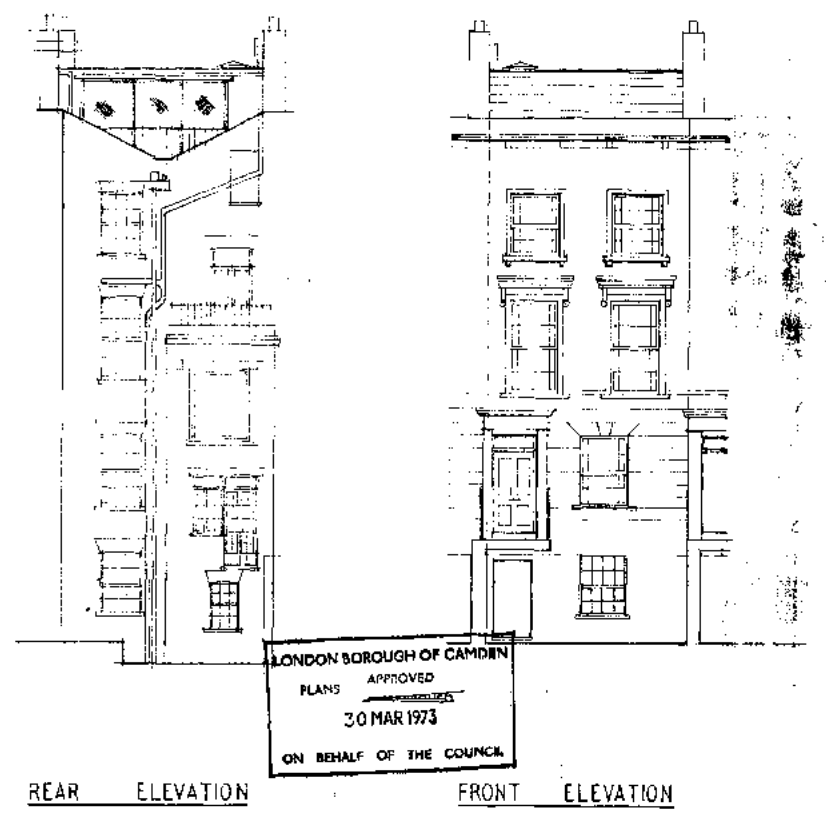 LONDON BOROUGH OF CAMDEN
PLANS APPROVED
30 MAR 1973
ON BEHALF OF THE COUNCIL
REAR ELEVATION
FRONT ELEVATION